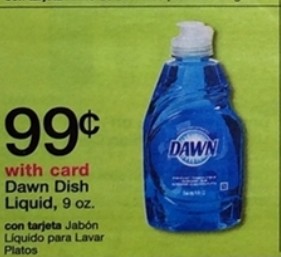 99¢
with card
Dawn Dish
Liquid, 9 oz.
con tarjeta Jabón
Líquido para Lavar
Platos
DAWN